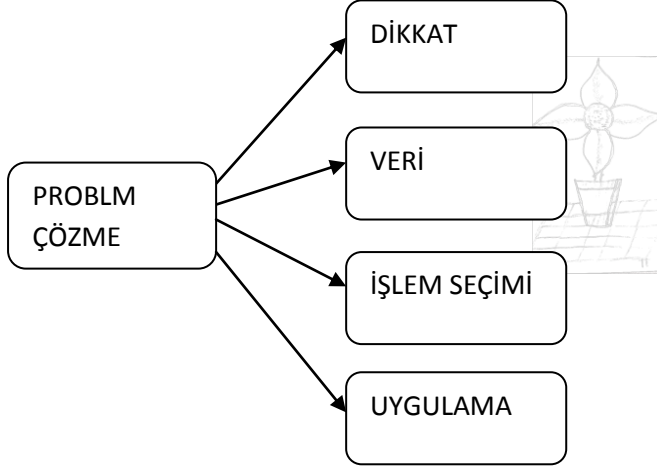 PROBLM
ÇÖZME
DİKKAT
VERİ
İŞLEM SEÇİMİ
UYGULAMA